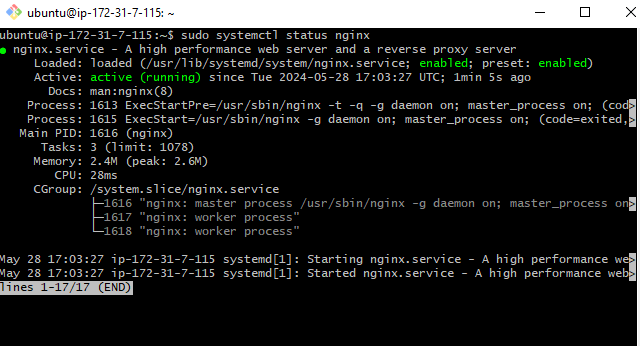 ubuntu@ip-172-31-7-115: ~
ubuntu@ip-172-31-7-115:~$ sudo systemctl status nginx
● nginx.service - A high performance web server and a reverse proxy server
Loaded: loaded (/usr/lib/systemd/system/nginx.service; enabled; preset: enabled)
Active: active (running) since Tue 2024-05-28 17:03:27 UTC; 1min 5s ago
Docs: man:nginx(8)
Process: 1613 ExecStartPre=/usr/sbin/nginx -t -q -g daemon on; master_process on; (cod>
Process: 1615 ExecStart=/usr/sbin/nginx -g daemon on; master_process on; (code=exited,>
Main PID: 1616 (nginx)
Tasks: 3 (limit: 1078)
Memory: 2.4M (peak: 2.6M)
CPU: 28ms
CGroup: /system.slice/nginx.service
├─1616 "nginx: master process /usr/sbin/nginx -g daemon on; master_process on>
├─1617 "nginx: worker process"
└─1618 "nginx: worker process"
May 28 17:03:27 ip-172-31-7-115 systemd[1]: Starting nginx.service - A high performance we>
May 28 17:03:27 ip-172-31-7-115 systemd[1]: Started nginx.service - A high performance web>
lines 1-17/17 (END)